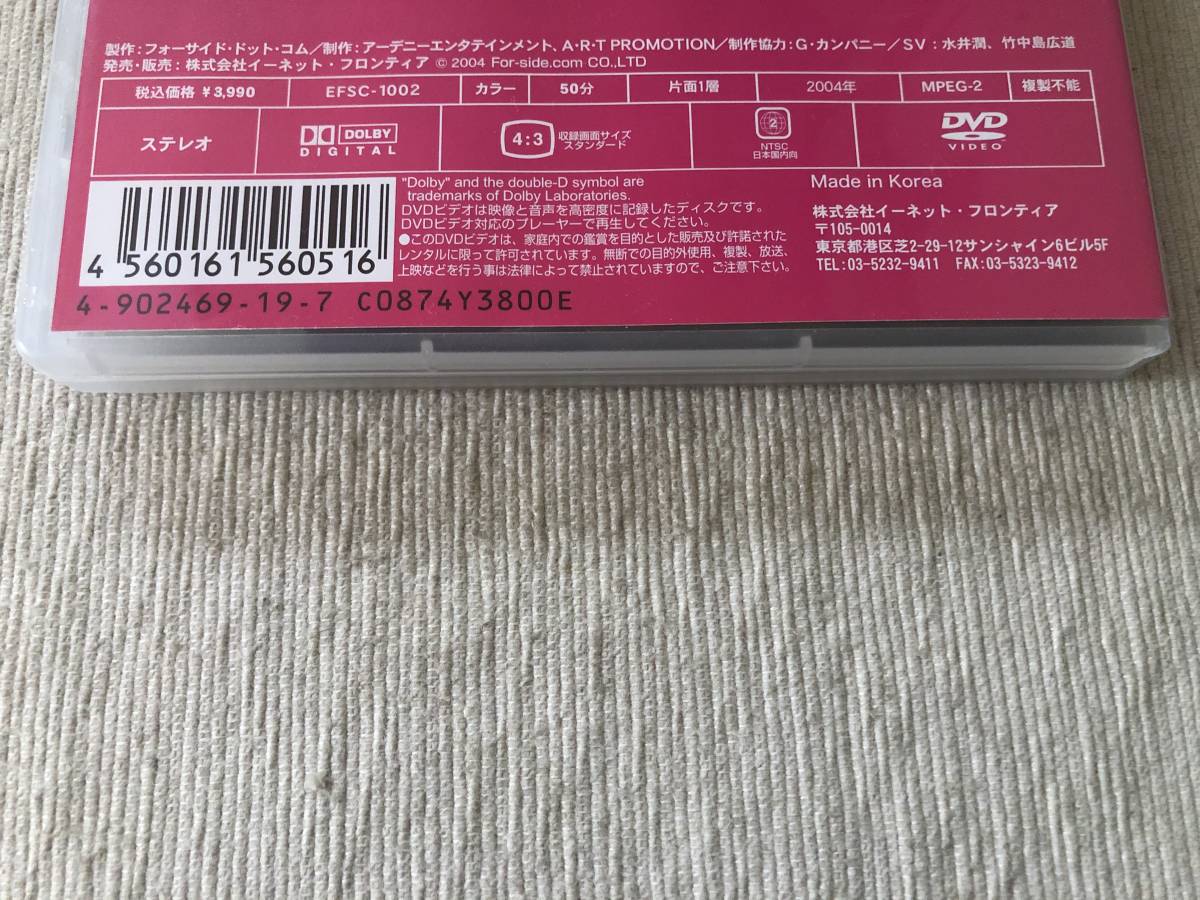 製作:フォーサイド・ドット・コム/制作:アーデニーエンタテインメント、A・R・T PROMOTION/制作協力:G・カンパニー/SV:水井潤、竹中島広道
発売・販売:株式会社イーネット・フロンティア © 2004 For-side.com CO.,LTD
税込価格 ¥3,990 EFSC-1002 カラー 50分 片面1層 2004年 MPEG-2 複製不能
ステレオ
DOLBY
DIGITAL
4:3
収録画面サイズ
スタンダード
2
NTSC
日本国内向
DVD
VIDEO
4 560161 560516
4-902469-19-7 C0874Y3800E
"Dolby" and the double-D symbol are
trademarks of Dolby Laboratories.
DVDビデオは映像と音声を高密度に記録したディスクです。
DVDビデオ対応のプレーヤーで再生してください。
●このDVDビデオは、家庭内での鑑賞を目的とした販売及び許諾された
レンタルに限って許可されています。無断での目的外使用、複製、放送、
上映などを行う事は法律によって禁止されていますので、ご注意下さい。
Made in Korea
株式会社イーネット・フロンティア
〒105-0014
東京都港区芝2-29-12サンシャイン6ビル5F
TEL:03-5232-9411 FAX:03-5323-9412